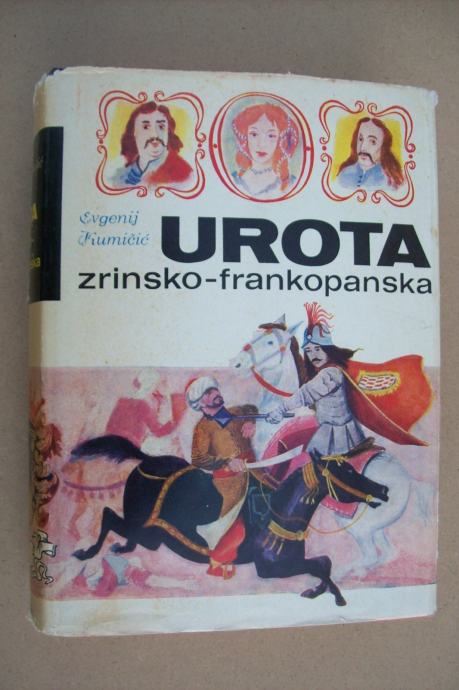 Evgenij
Kumičić
UROTA
zrinsko-frankopanska